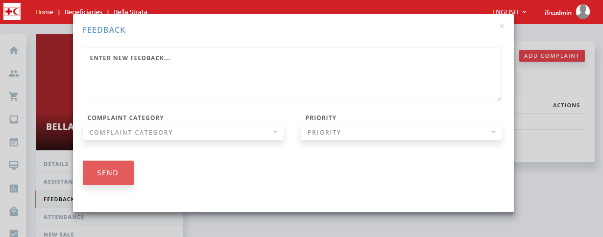 Home | Beneficiaries | Bella Strata
ENGLISH
ifrcadmin
FEEDBACK
×
ENTER NEW FEEDBACK...
ADD COMPLAINT
ACTIONS
COMPLAINT CATEGORY
PRIORITY
COMPLAINT CATEGORY
PRIORITY
BELLA
SEND
DETAILS
ASSISTAN
FEEDBACK
ATTENDANCE
NEW SALE